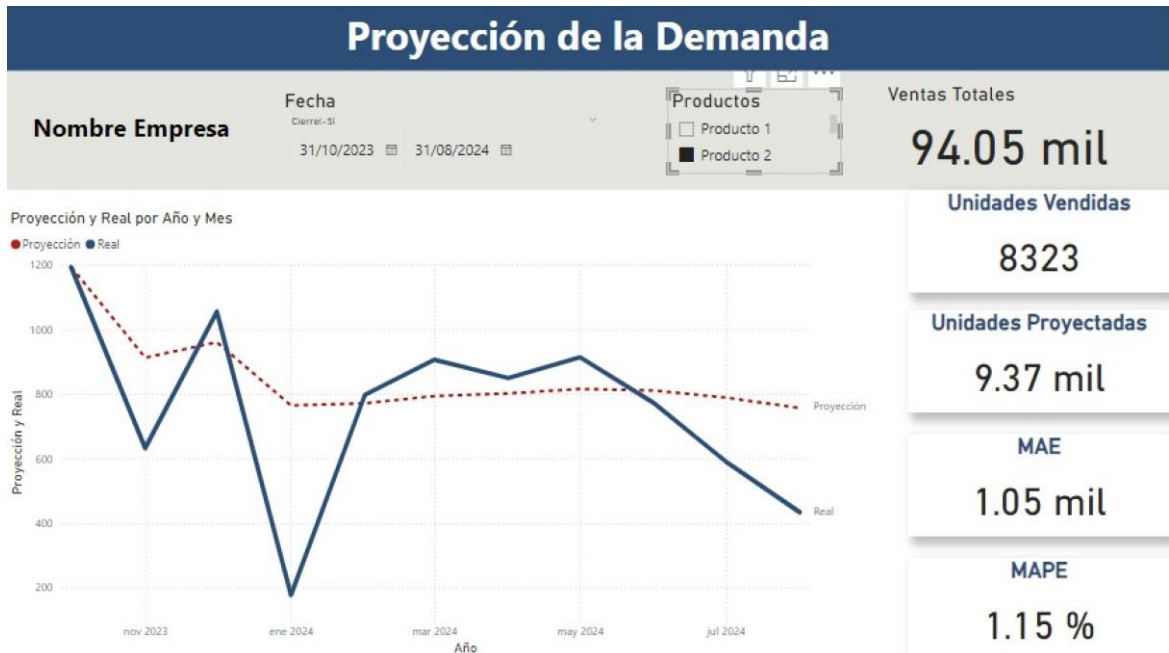 Proyección de la Demanda
Nombre Empresa
Fecha
Cierrel - SI
31/10/2023
31/08/2024
Productos
Producto 1
Producto 2
Ventas Totales
94.05 mil
Proyección y Real por Año y Mes
Proyección Real
1200
1000
800
600
400
200
Proyección y Real
Proyección
Real
nov 2023
ene 2024
mar 2024
may 2024
jul 2024
Año
Unidades Vendidas
8323
Unidades Proyectadas
9.37 mil
MAE
1.05 mil
MAPE
1.15 %